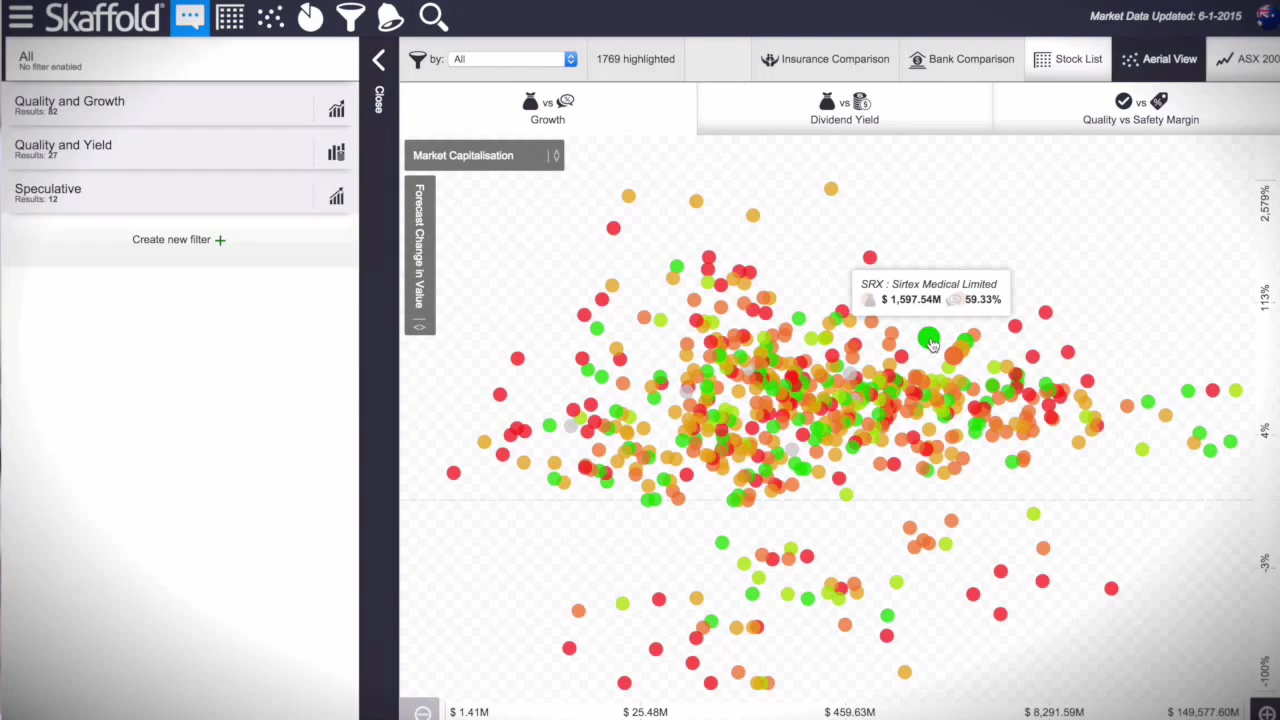 Skaffold
Market Data Updated: 6-1-2015
All
No filter enabled
Quality and Growth
Results: 82
Quality and Yield
Results: 27
Speculative
Results: 12
Create new filter +
Close
by: All
1769 highlighted
Insurance Comparison
Bank Comparison
Stock List
Aerial View
ASX 200
vs
Growth
vs
Dividend Yield
vs
Quality vs Safety Margin
Market Capitalisation
Forecast Change in Value
SRX : Sirtex Medical Limited
$ 1,597.54M 59.33%
2,579%
113%
4%
-3%
-100%
$ 1.41M
$ 25.48M
$ 459.63M
$ 8,291.59M
$ 149,577.60M